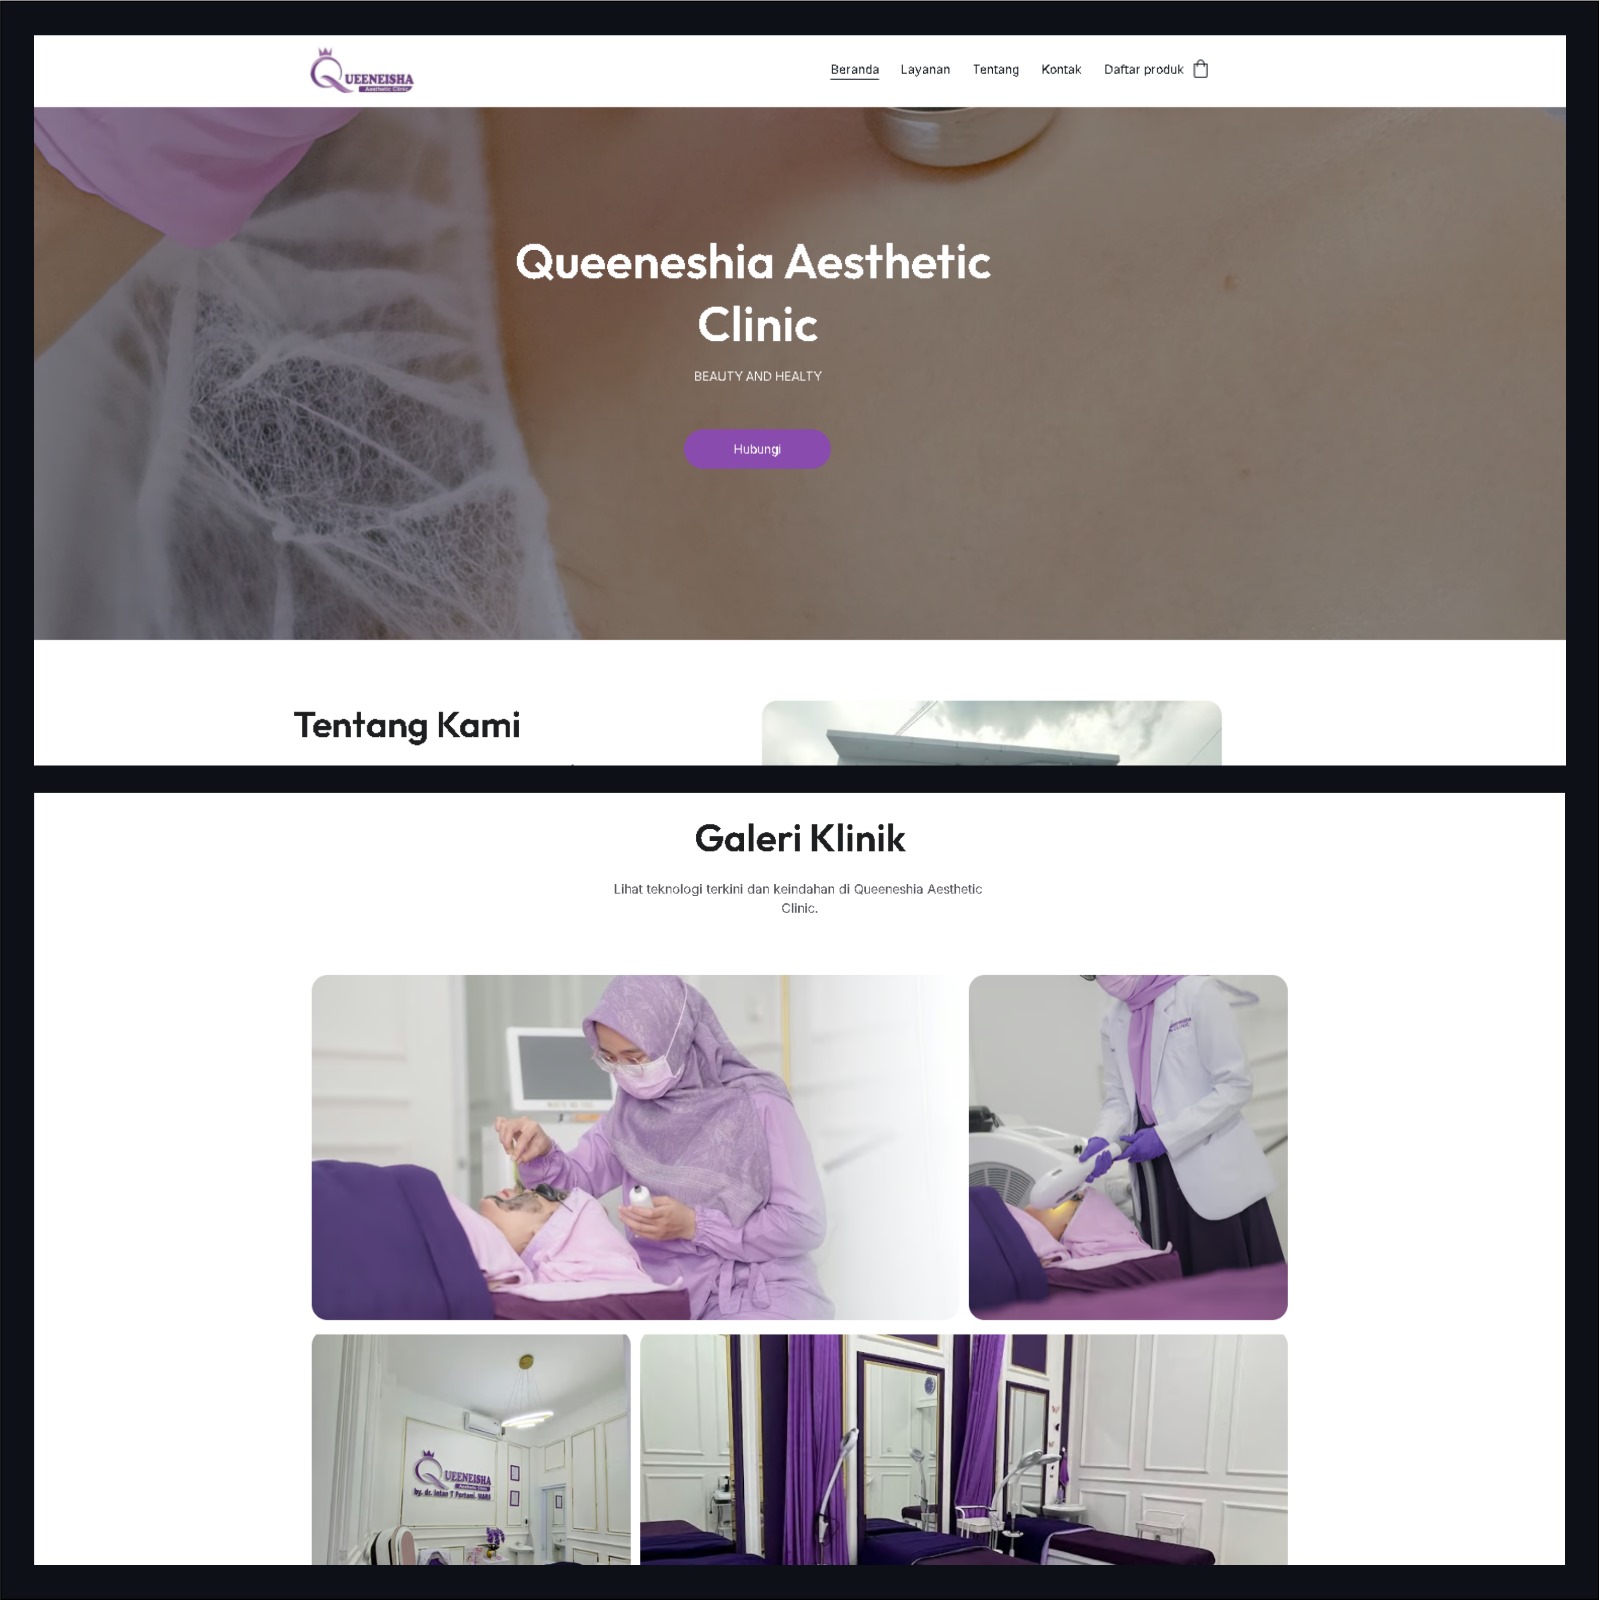 QUEENEISHA
Aesthetic Clinic
Beranda Layanan Tentang Kontak Daftar produk
Queeneshia Aesthetic
Clinic
BEAUTY AND HEALTY
Hubungi
Tentang Kami
Galeri Klinik
Lihat teknologi terkini dan keindahan di Queeneshia Aesthetic
Clinic.
QUEENEISHA
Aesthetic Clinic
by. dr. Intan T Pertami. MARS